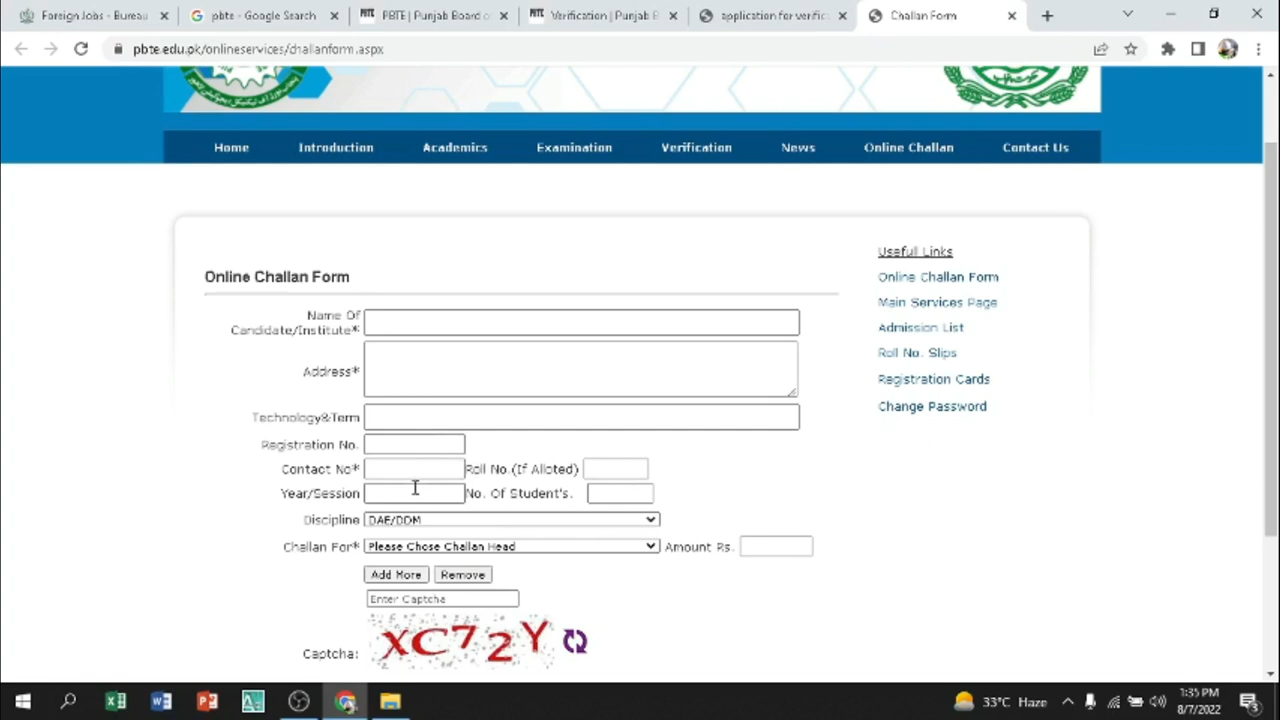 Foreign Jobs - Bureau
pbte - Google Search
PBTE | Punjab Board o
Verification | Punjab B
application for verific
Challan Form
pbte.edu.pk/onlineservices/challanform.aspx
Home Introduction Academics Examination Verification News Online Challan Contact Us
Online Challan Form
Name Of
Candidate/Institute*
Address*
Technology&Term
Registration No.
Contact No* Roll No.(If Alloted)
Year/Session No. Of Student's.
Discipline DAE/DDM
Challan For* Please Chose Challan Head Amount Rs.
Add More Remove
Enter Captcha
Captcha: XC72Y
Useful Links
Online Challan Form
Main Services Page
Admission List
Roll No. Slips
Registration Cards
Change Password
33°C Haze
1:35 PM
8/7/2022
3